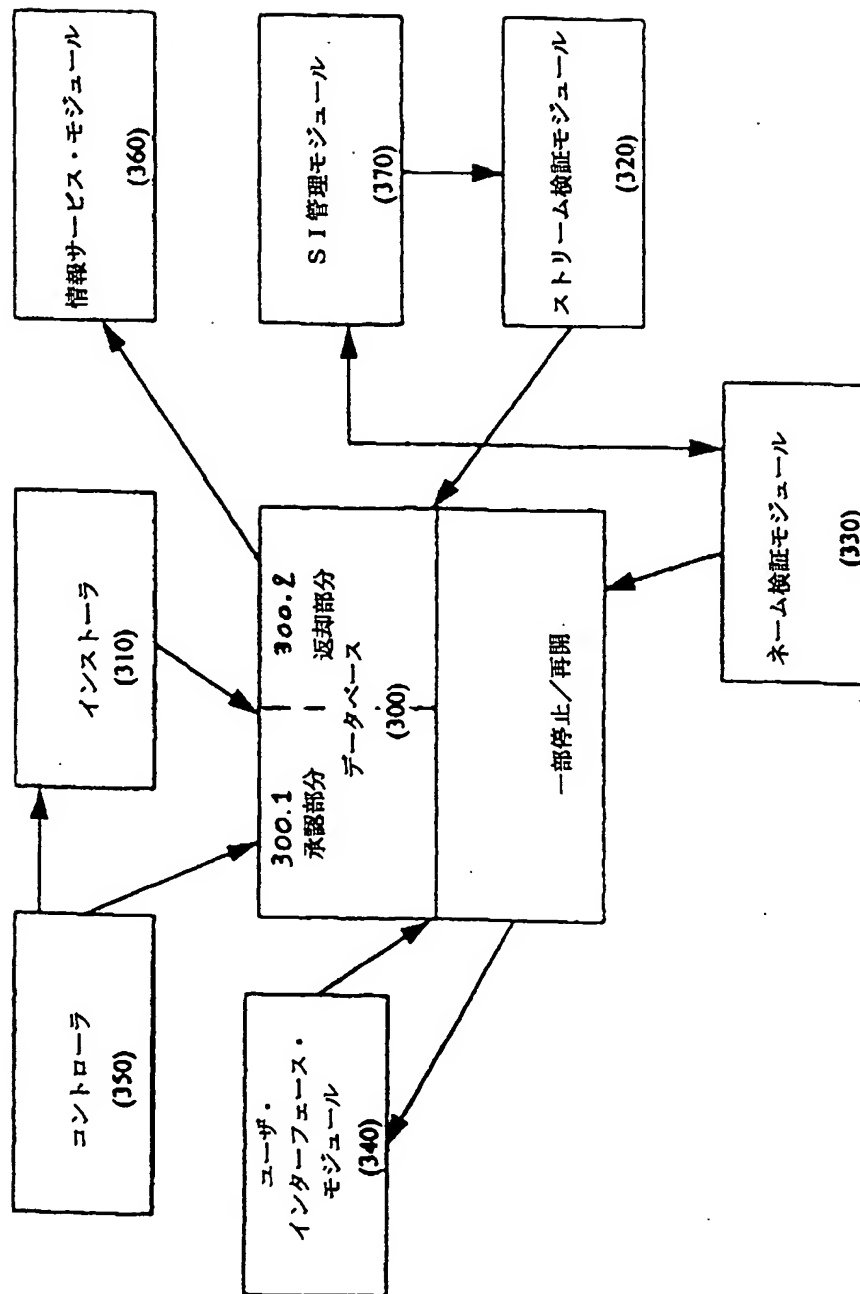 コントローラ
(350)
インストーラ
(310)
情報サービス・モジュール
(360)
300.1
承認部分
300.2
返却部分
データベース
(300)
一部停止／再開
ＳＩ管理モジュール
(370)
ユーザ・
インターフェース・
モジュール
(340)
ストリーム検証モジュール
(320)
ネーム検証モジュール
(330)